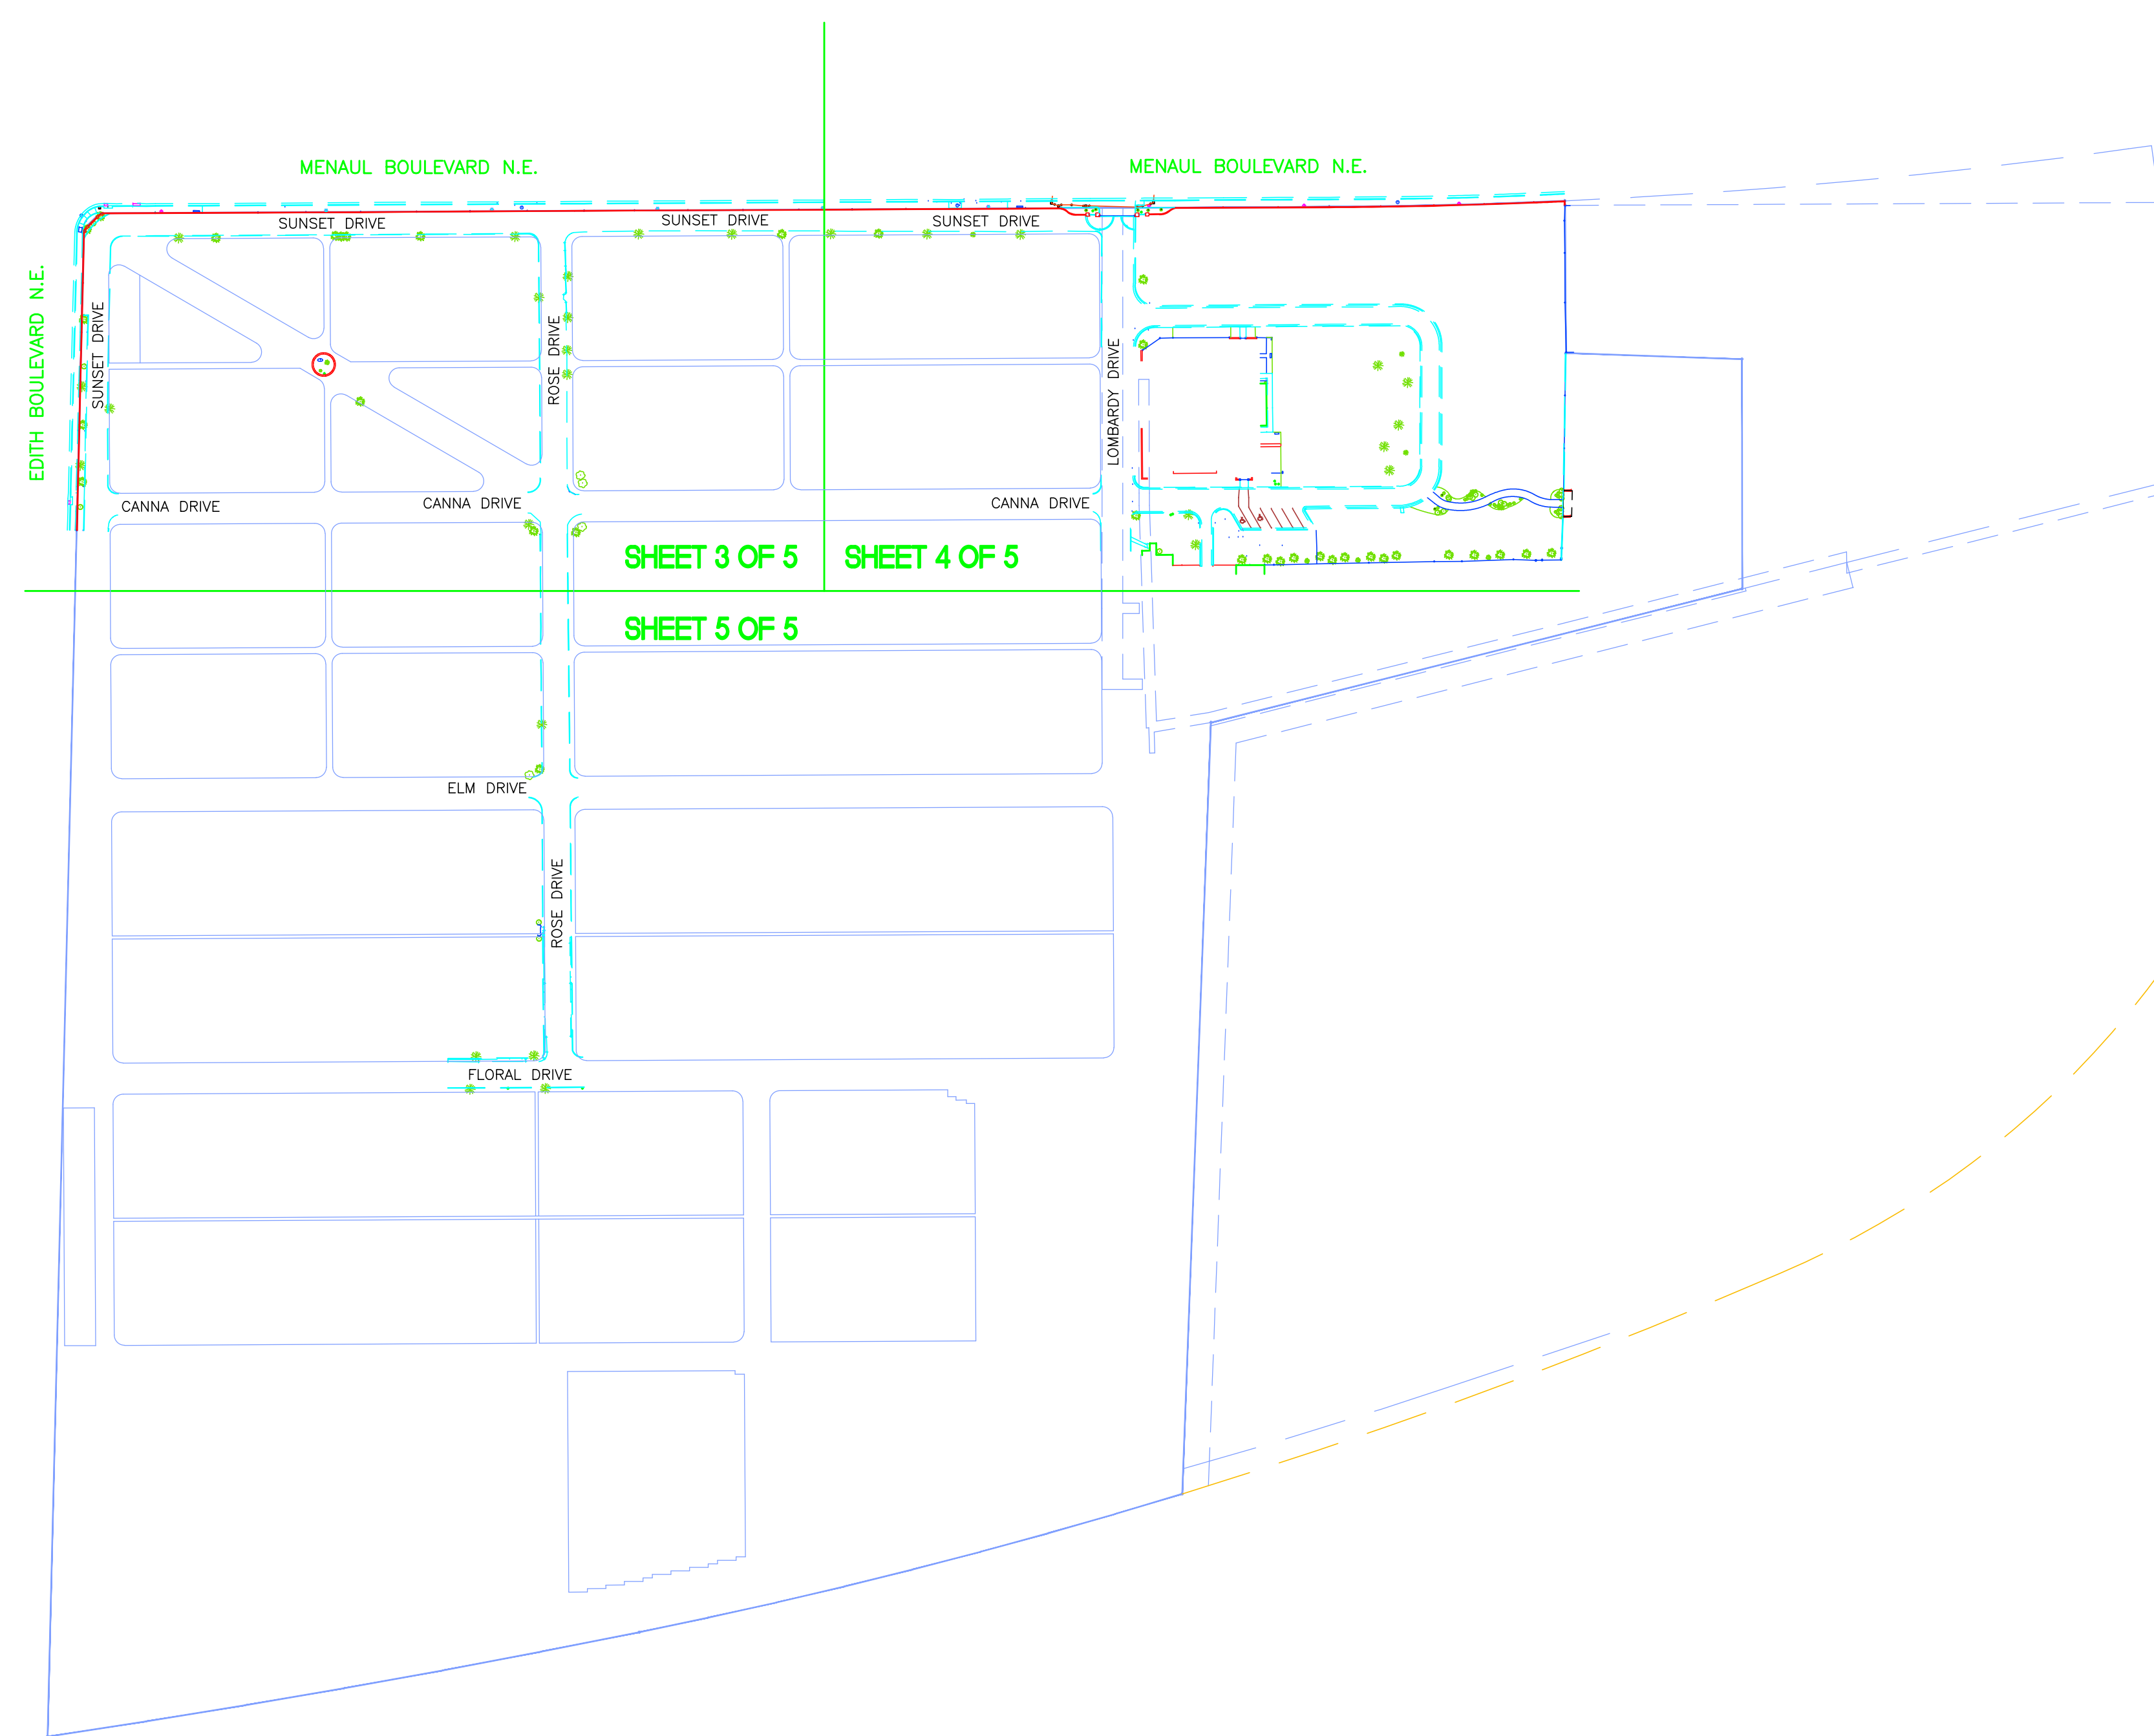 MENAUL BOULEVARD N.E.
MENAUL BOULEVARD N.E.
SUNSET DRIVE
SUNSET DRIVE
SUNSET DRIVE
EDITH BOULEVARD N.E.
SUNSET DRIVE
ROSE DRIVE
LOMBARDY DRIVE
CANNA DRIVE
CANNA DRIVE
CANNA DRIVE
SHEET 3 OF 5
SHEET 4 OF 5
SHEET 5 OF 5
ELM DRIVE
ROSE DRIVE
FLORAL DRIVE